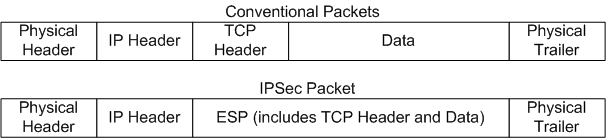 Conventional Packets
Physical Header
IP Header
TCP Header
Data
Physical Trailer
IPSec Packet
Physical Header
IP Header
ESP (includes TCP Header and Data)
Physical Trailer